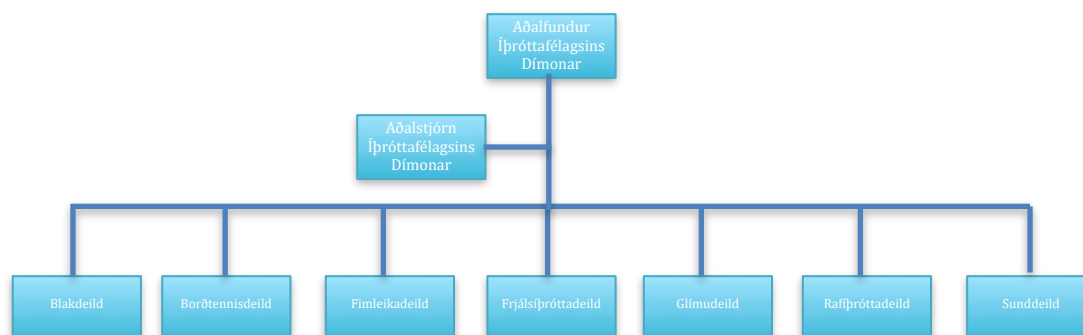 Aðalfundur
Íþróttafélagsins
Dímonar
Aðalstjórn
Íþróttafélagsins
Dímonar
Blakdeild
Borðtennisdeild
Fimleikadeild
Frjálsíþróttadeild
Glímudeild
Rafíþróttadeild
Sunddeild